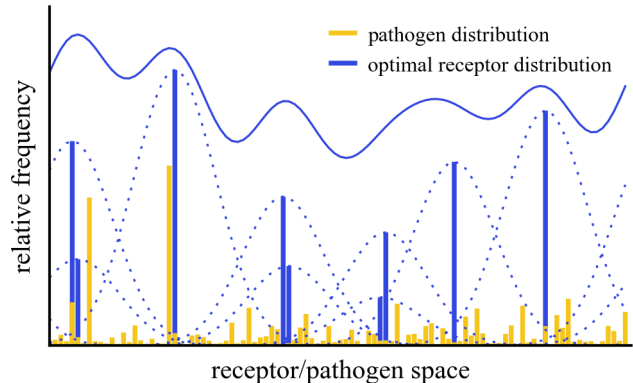 pathogen distribution
optimal receptor distribution
relative frequency
receptor/pathogen space